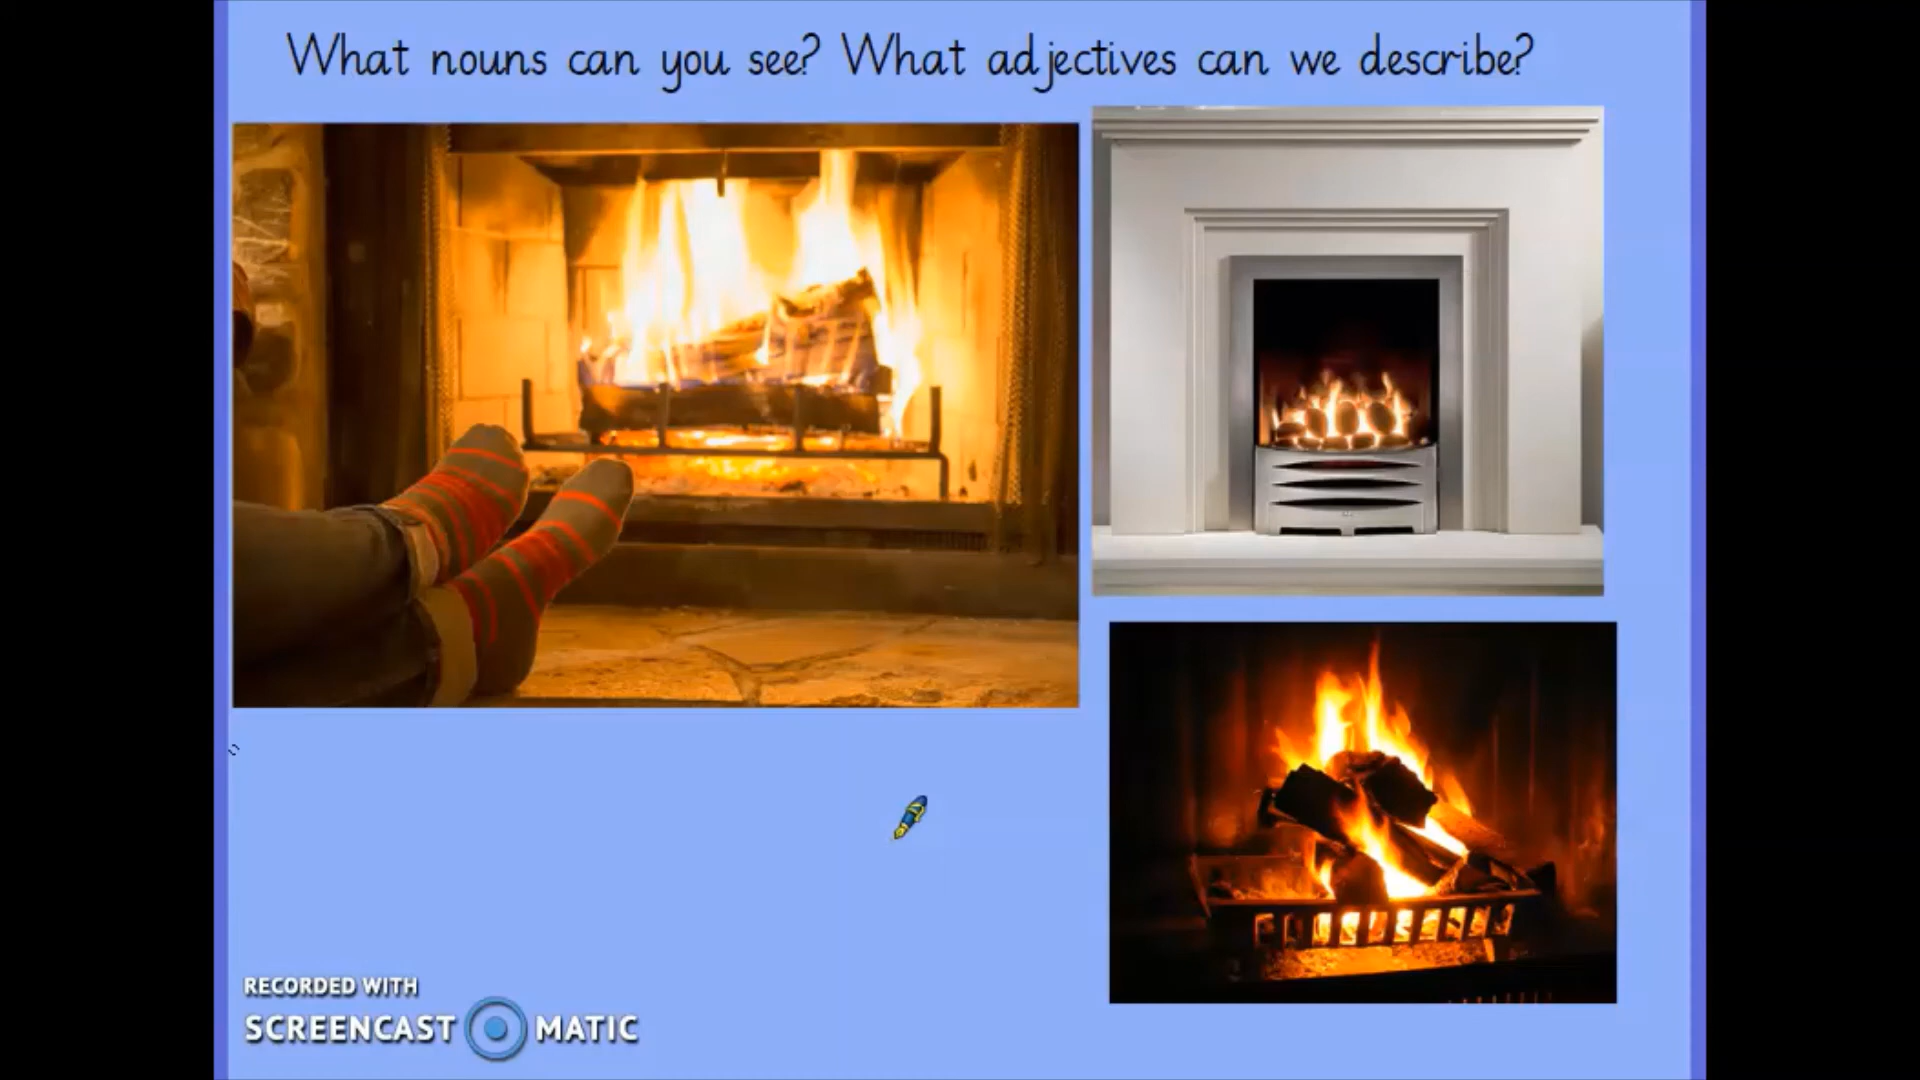 What nouns can you see? What adjectives can we describe?
RECORDED WITH
SCREENCAST MATIC